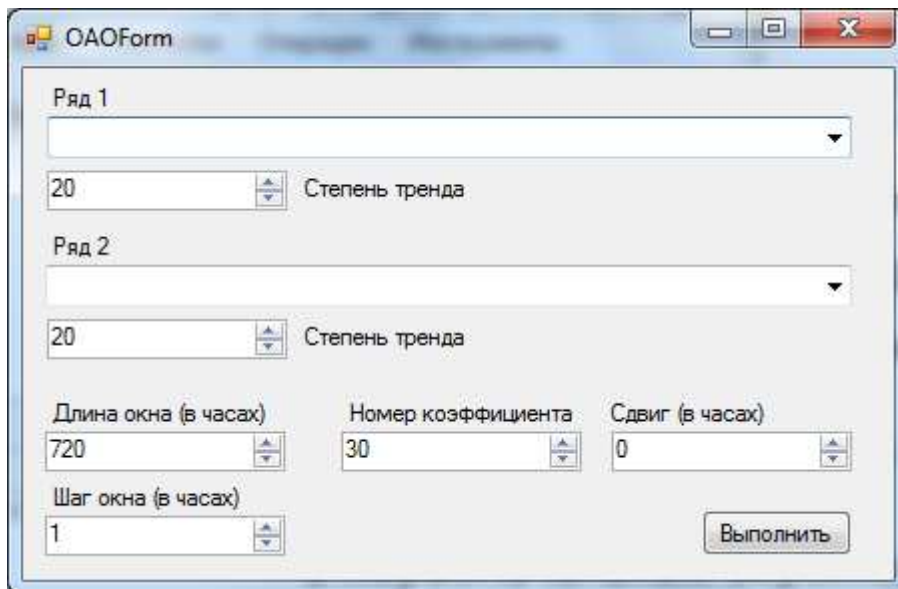 OAOForm
Ряд 1
20 Степень тренда
Ряд 2
20 Степень тренда
Длина окна (в часах) Номер коэффициента Сдвиг (в часах)
720 30 0
Шаг окна (в часах)
1 Выполнить